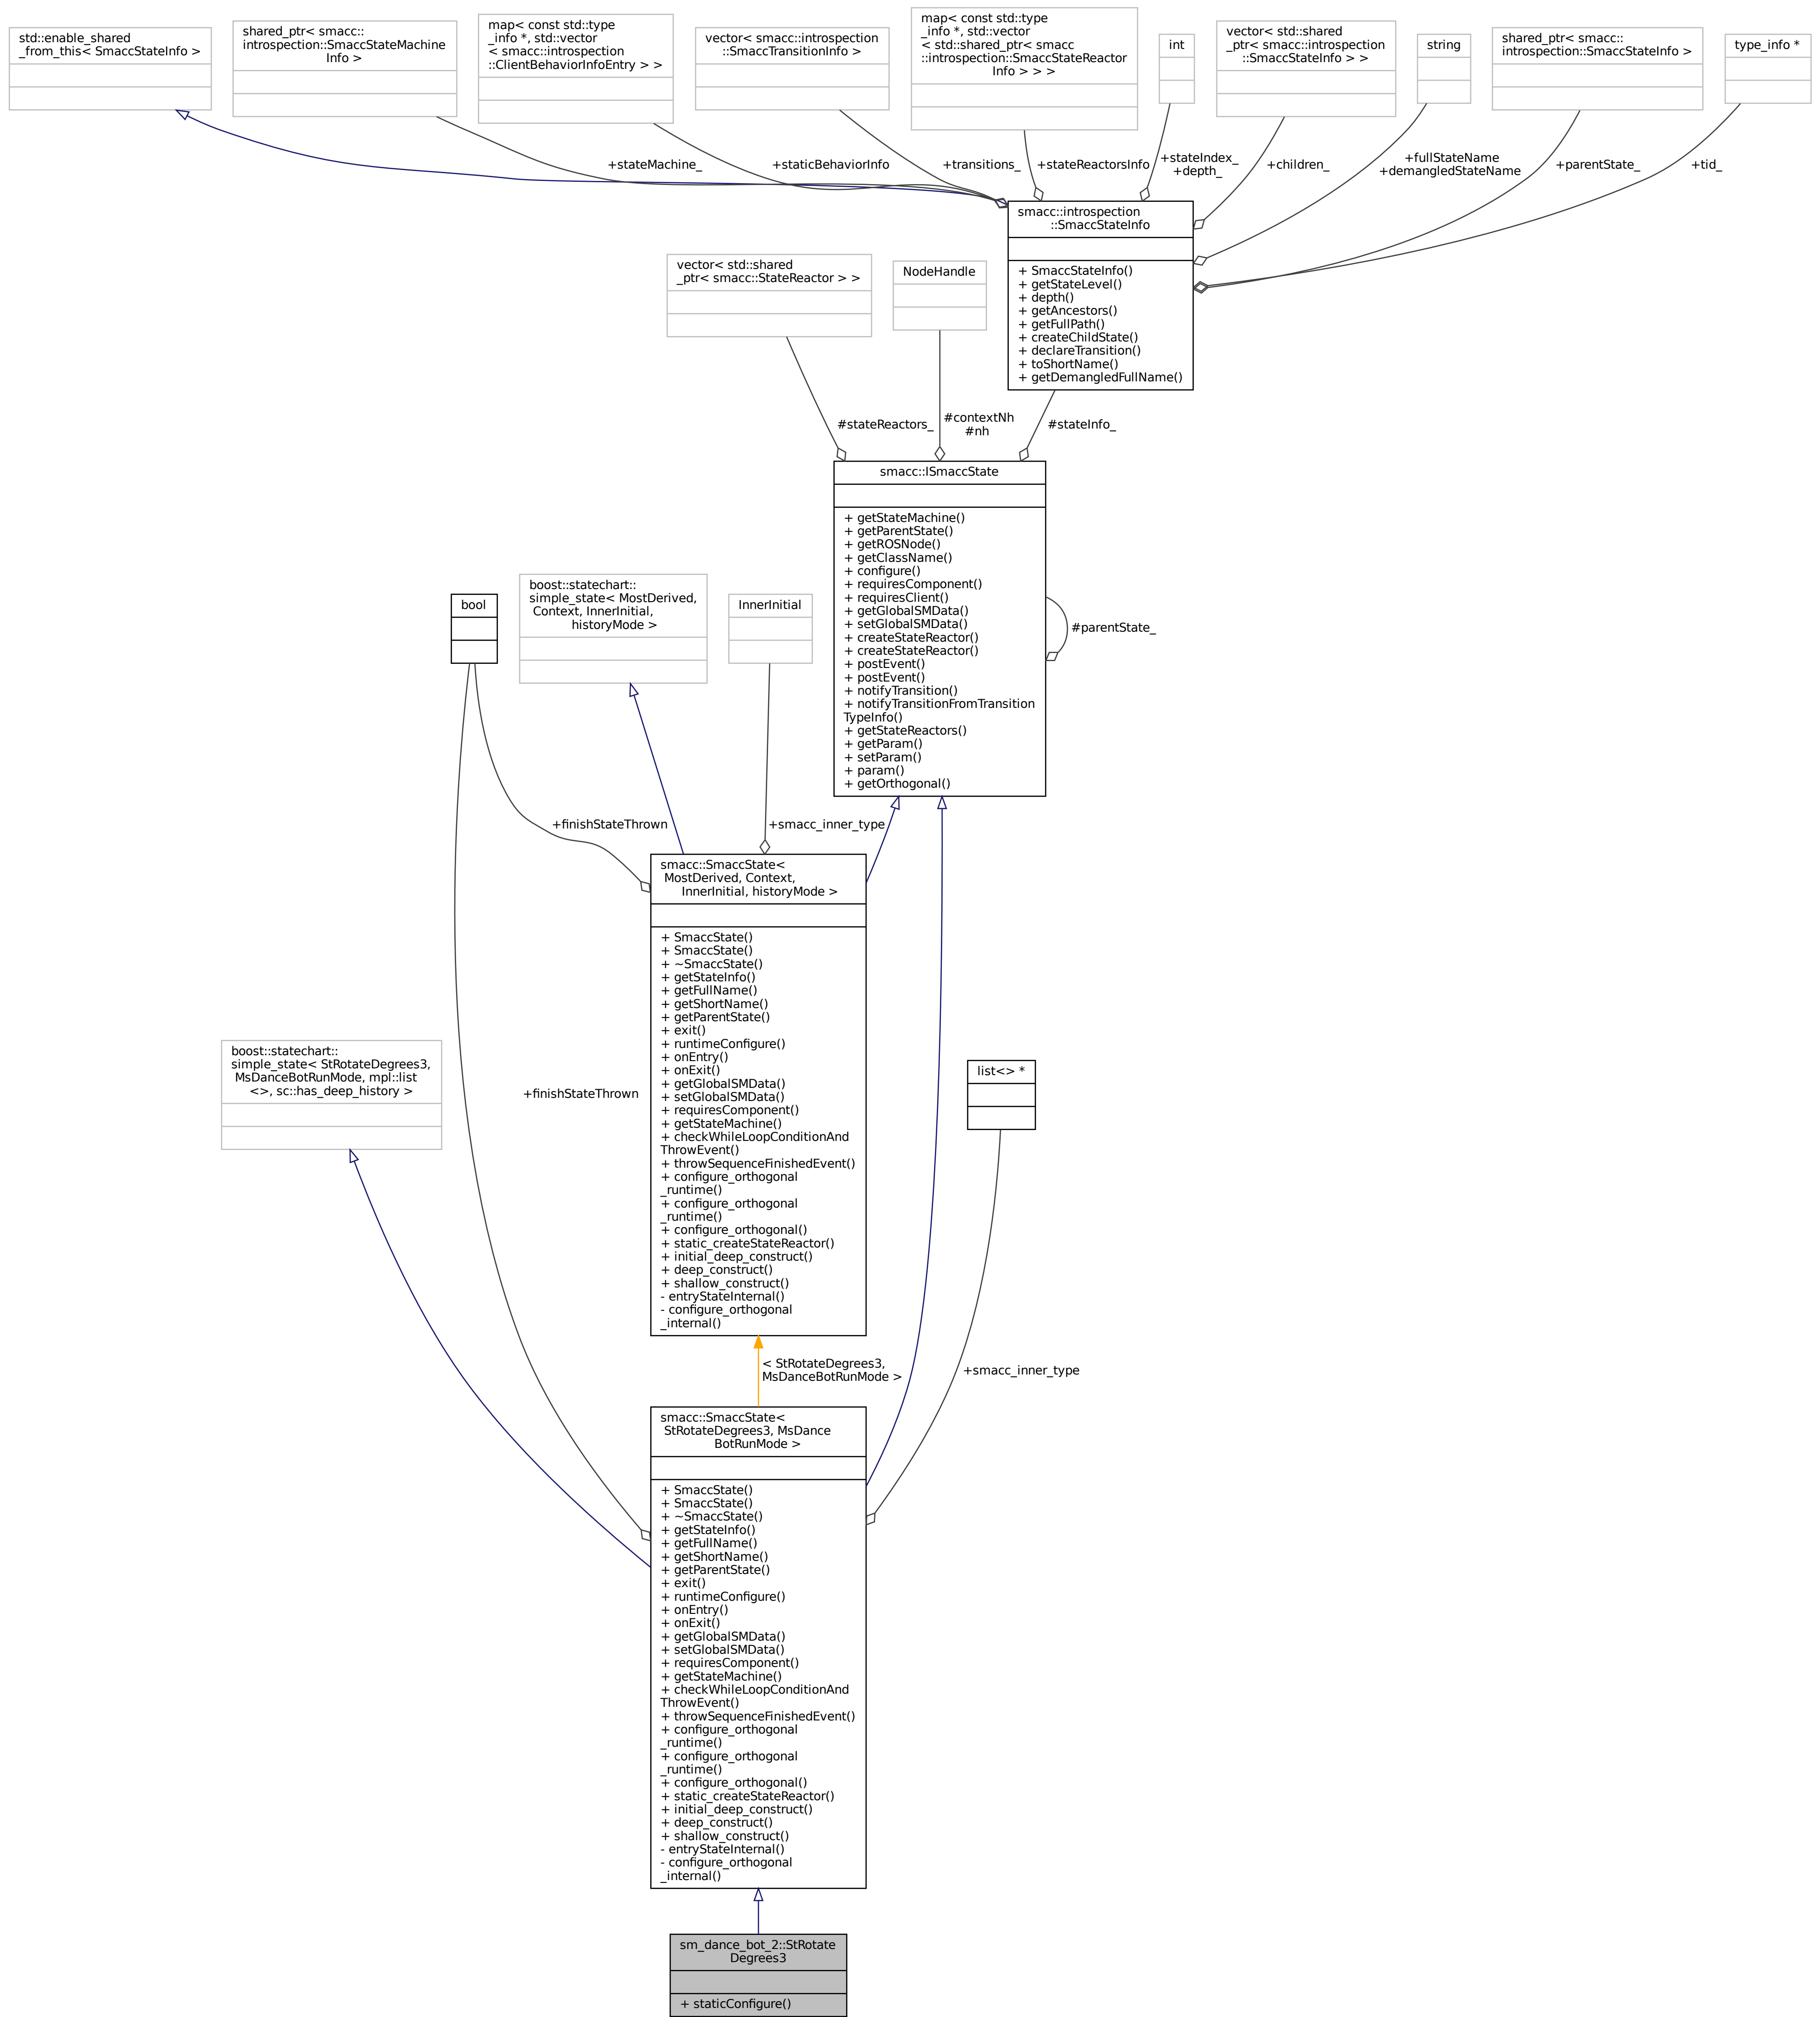 std::enable_shared
_from_this< SmaccStateInfo >
shared_ptr< smacc::
introspection::SmaccStateMachine
Info >
map< const std::type
_info *, std::vector
< smacc::introspection
::ClientBehaviorInfoEntry > >
vector< smacc::introspection
::SmaccTransitionInfo >
map< const std::type
_info *, std::vector
< std::shared_ptr< smacc
::introspection::SmaccStateReactor
Info > > >
int
vector< std::shared
_ptr< smacc::introspection
::SmaccStateInfo > >
string
shared_ptr< smacc::
introspection::SmaccStateInfo >
type_info *
+stateMachine_
+staticBehaviorInfo
+transitions_
+stateReactorsInfo
+stateIndex_
+depth_
+children_
+fullStateName
+demangledStateName
+parentState_
+tid_
smacc::introspection
::SmaccStateInfo
+ SmaccStateInfo()
+ getStateLevel()
+ depth()
+ getAncestors()
+ getFullPath()
+ createChildState()
+ declareTransition()
+ toShortName()
+ getDemangledFullName()
vector< std::shared
_ptr< smacc::StateReactor > >
NodeHandle
#stateReactors_
#contextNh
#nh
#stateInfo_
smacc::ISmaccState
+ getStateMachine()
+ getParentState()
+ getROSNode()
+ getClassName()
+ configure()
+ requiresComponent()
+ requiresClient()
+ getGlobalSMData()
+ setGlobalSMData()
+ createStateReactor()
+ createStateReactor()
+ postEvent()
+ postEvent()
+ notifyTransition()
+ notifyTransitionFromTransition
TypeInfo()
+ getStateReactors()
+ getParam()
+ setParam()
+ param()
+ getOrthogonal()
#parentState_
bool
boost::statechart::
simple_state< MostDerived,
Context, InnerInitial,
historyMode >
InnerInitial
+finishStateThrown
+smacc_inner_type
smacc::SmaccState<
MostDerived, Context,
InnerInitial, historyMode >
+ SmaccState()
+ SmaccState()
+ ~SmaccState()
+ getStateInfo()
+ getFullName()
+ getShortName()
+ getParentState()
+ exit()
+ runtimeConfigure()
+ onEntry()
+ onExit()
+ getGlobalSMData()
+ setGlobalSMData()
+ requiresComponent()
+ getStateMachine()
+ checkWhileLoopConditionAnd
ThrowEvent()
+ throwSequenceFinishedEvent()
+ configure_orthogonal
_runtime()
+ configure_orthogonal
_runtime()
+ configure_orthogonal()
+ static_createStateReactor()
+ initial_deep_construct()
+ deep_construct()
+ shallow_construct()
- entryStateInternal()
- configure_orthogonal
_internal()
boost::statechart::
simple_state< StRotateDegrees3,
MsDanceBotRunMode, mpl::list
<>, sc::has_deep_history >
+finishStateThrown
list<> *
< StRotateDegrees3,
MsDanceBotRunMode >
+smacc_inner_type
smacc::SmaccState<
StRotateDegrees3, MsDance
BotRunMode >
+ SmaccState()
+ SmaccState()
+ ~SmaccState()
+ getStateInfo()
+ getFullName()
+ getShortName()
+ getParentState()
+ exit()
+ runtimeConfigure()
+ onEntry()
+ onExit()
+ getGlobalSMData()
+ setGlobalSMData()
+ requiresComponent()
+ getStateMachine()
+ checkWhileLoopConditionAnd
ThrowEvent()
+ throwSequenceFinishedEvent()
+ configure_orthogonal
_runtime()
+ configure_orthogonal
_runtime()
+ configure_orthogonal()
+ static_createStateReactor()
+ initial_deep_construct()
+ deep_construct()
+ shallow_construct()
- entryStateInternal()
- configure_orthogonal
_internal()
sm_dance_bot_2::StRotate
Degrees3
+ staticConfigure()